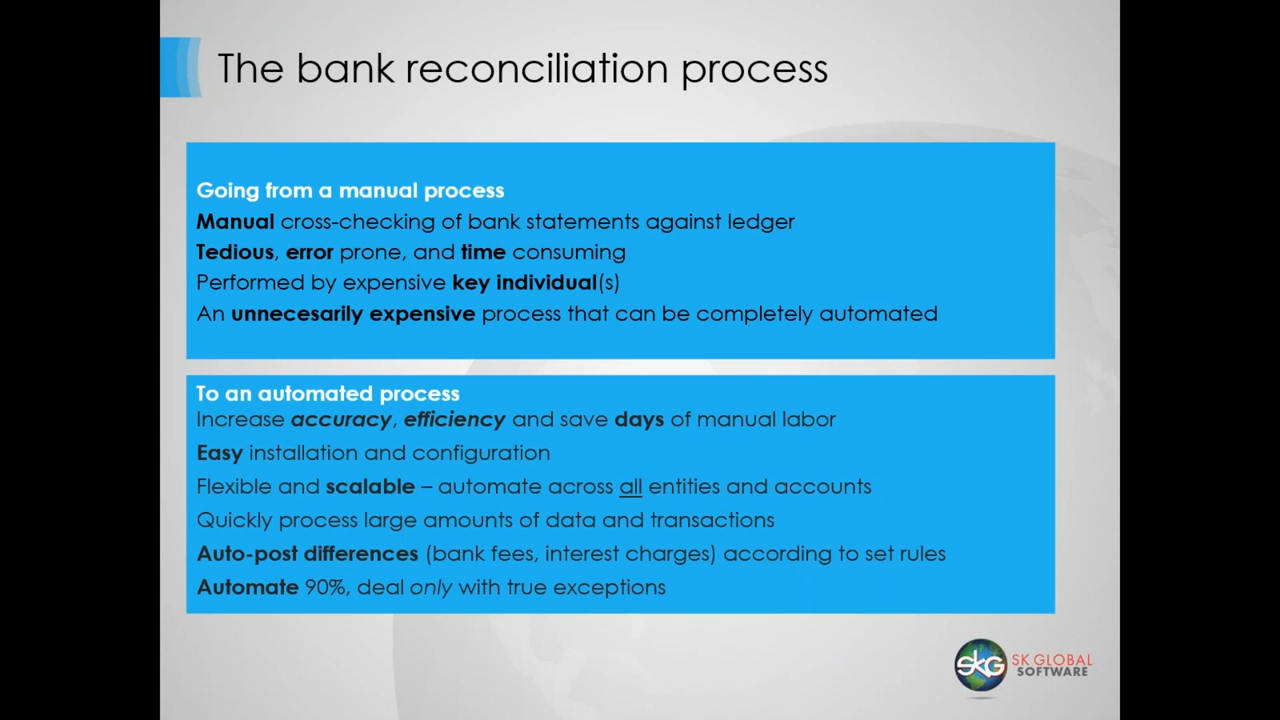 The bank reconciliation process
Going from a manual process
Manual cross-checking of bank statements against ledger
Tedious, error prone, and time consuming
Performed by expensive key individual(s)
An unnecesarily expensive process that can be completely automated
To an automated process
Increase accuracy, efficiency and save days of manual labor
Easy installation and configuration
Flexible and scalable – automate across all entities and accounts
Quickly process large amounts of data and transactions
Auto-post differences (bank fees, interest charges) according to set rules
Automate 90%, deal only with true exceptions
skg
SK GLOBAL
SOFTWARE